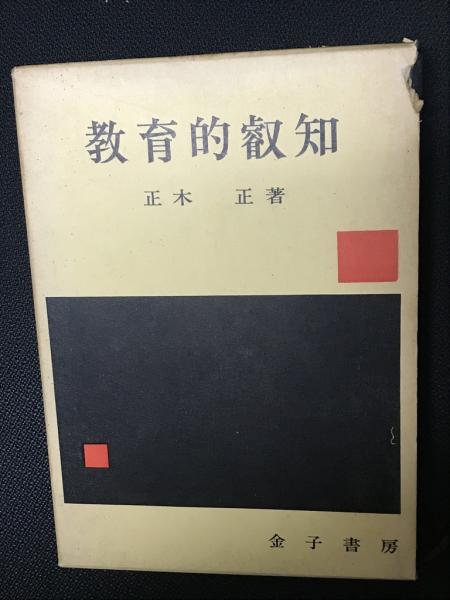 教育的叡知
正木 正著
金子書房